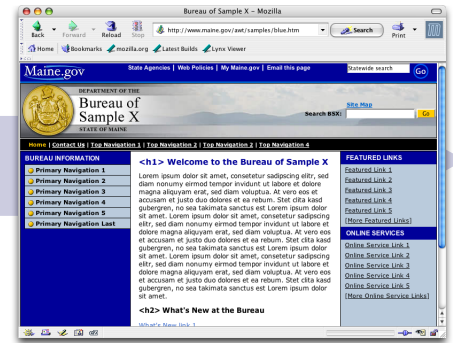 Bureau of Sample X – Mozilla
Back Forward Reload Stop http://www.maine.gov/awt/samples/blue.htm Search Print
Home Bookmarks mozilla.org Latest Builds Lynx Viewer
Maine.gov State Agencies | Web Policies | My Maine.gov | Email this page Statewide search Go
DEPARTMENT OF THE
Bureau of
Sample X
STATE OF MAINE
Site Map
Search BSX: Go
Home | Contact Us | Top Navigation 1 | Top Navigation 2 | Top Navigation 2 | Top Navigation 4
BUREAU INFORMATION
Primary Navigation 1
Primary Navigation 2
Primary Navigation 3
Primary Navigation 4
Primary Navigation 5
Primary Navigation Last
<h1> Welcome to the Bureau of Sample X
Lorem ipsum dolor sit amet, consetetur sadipscing elitr, sed
diam nonumy eirmod tempor invidunt ut labore et dolore
magna aliquyam erat, sed diam voluptua. At vero eos et
accusam et justo duo dolores et ea rebum. Stet clita kasd
gubergren, no sea takimata sanctus est Lorem ipsum dolor
sit amet. Lorem ipsum dolor sit amet, consetetur sadipscing
elitr, sed diam nonumy eirmod tempor invidunt ut labore et
dolore magna aliquyam erat, sed diam voluptua. At vero eos
et accusam et justo duo dolores et ea rebum. Stet clita kasd
gubergren, no sea takimata sanctus est Lorem ipsum dolor
sit amet. Lorem ipsum dolor sit amet, consetetur sadipscing
elitr, sed diam nonumy eirmod tempor invidunt ut labore et
dolore magna aliquyam erat, sed diam voluptua. At vero eos
et accusam et justo duo dolores et ea rebum. Stet clita kasd
gubergren, no sea takimata sanctus est Lorem ipsum dolor
sit amet.
<h2> What's New at the Bureau
What's New link 1
FEATURED LINKS
Featured Link 1
Featured Link 2
Featured Link 3
Featured Link 4
Featured Link 5
[More Featured Links]
ONLINE SERVICES
Online Service Link 1
Online Service Link 2
Online Service Link 3
Online Service Link 4
Online Service Link 5
[More Online Service Links]